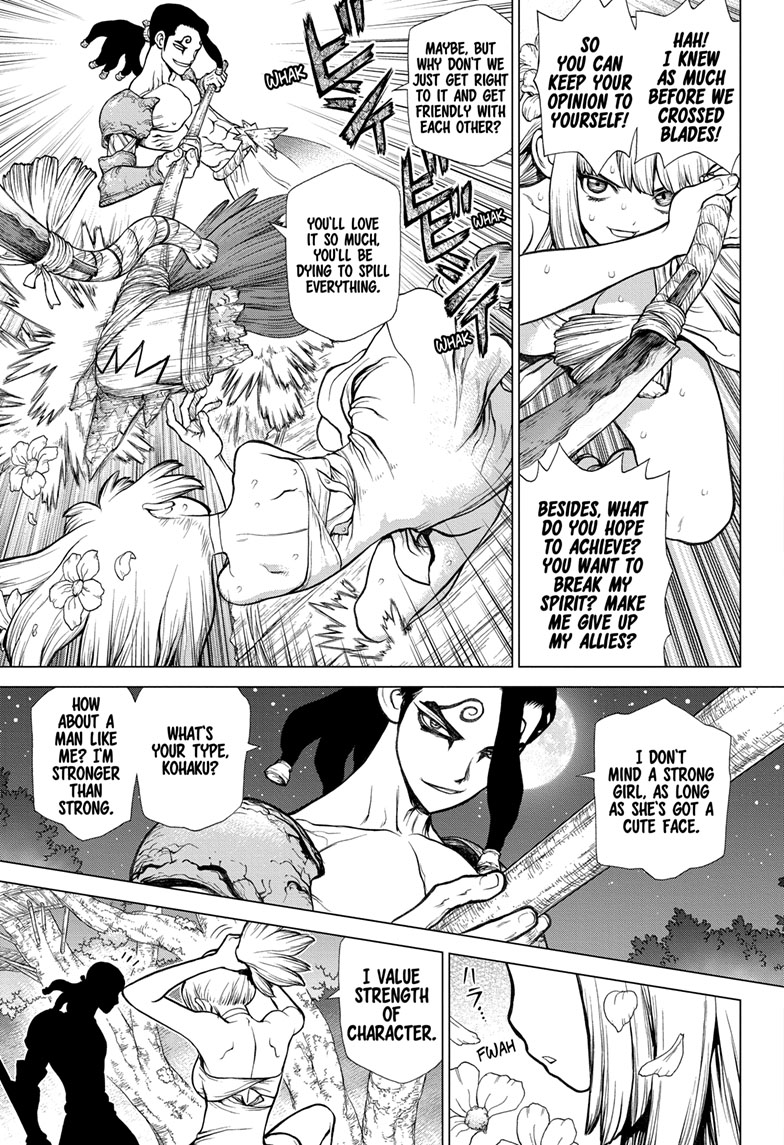 HAH!
I KNEW
AS MUCH
BEFORE WE
CROSSED
BLADES!
SO
YOU CAN
KEEP YOUR
OPINION TO
YOURSELF!
BESIDES, WHAT
DO YOU HOPE
TO ACHIEVE?
YOU WANT TO
BREAK MY
SPIRIT? MAKE
ME GIVE UP
MY ALLIES?
MAYBE, BUT
WHY DON'T WE
JUST GET RIGHT
TO IT AND GET
FRIENDLY WITH
EACH OTHER?
ビシィ
WHAK
YOU'LL LOVE
IT SO MUCH,
YOU'LL BE
DYING TO SPILL
EVERYTHING.
WHAK
WHAK
I DON'T
MIND A STRONG
GIRL, AS LONG
AS SHE'S GOT A
CUTE FACE.
WHAT'S
YOUR TYPE,
KOHAKU?
HOW
ABOUT A
MAN LIKE
ME? I'M
STRONGER
THAN
STRONG.
FWAH
I VALUE
STRENGTH
OF
CHARACTER.